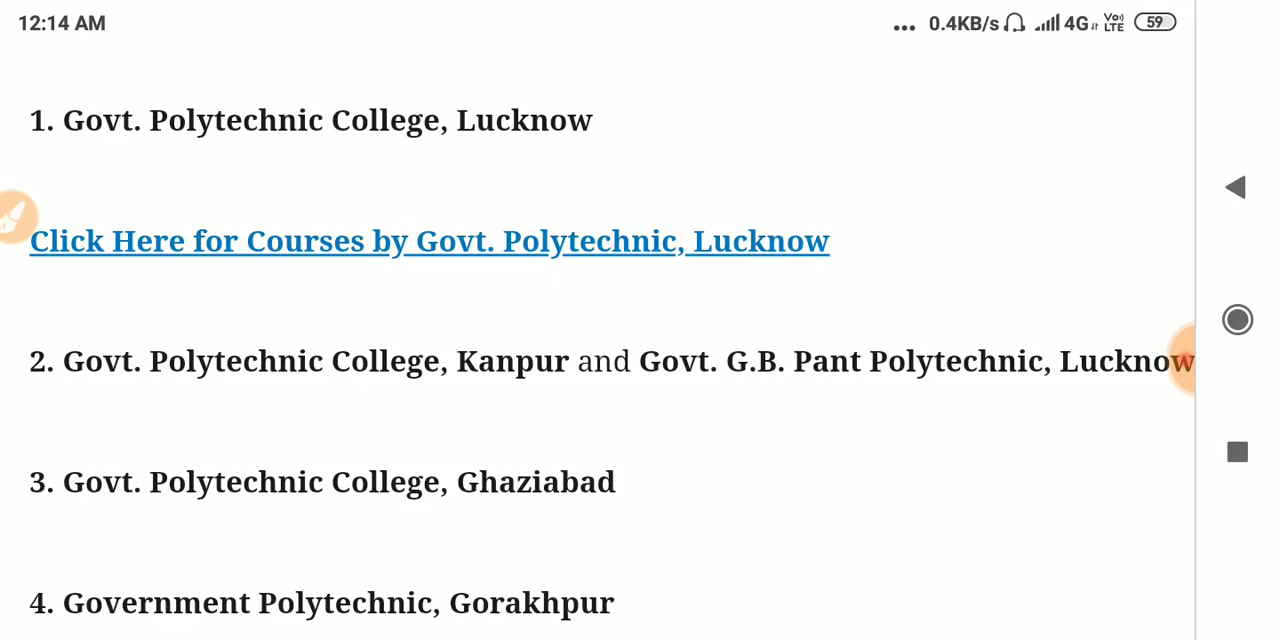 12:14 AM ... 0.4KB/s 4G Vo) LTE 59
1. Govt. Polytechnic College, Lucknow
Click Here for Courses by Govt. Polytechnic, Lucknow
2. Govt. Polytechnic College, Kanpur and Govt. G.B. Pant Polytechnic, Lucknow
3. Govt. Polytechnic College, Ghaziabad
4. Government Polytechnic, Gorakhpur